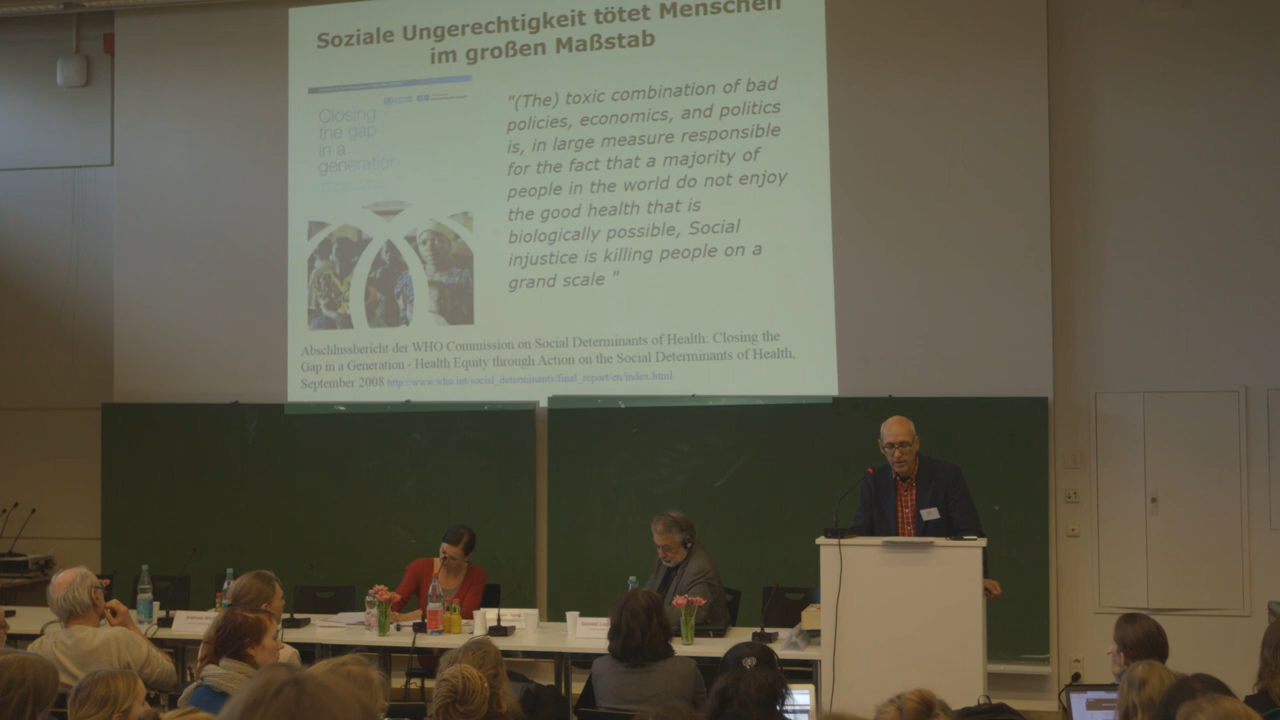 Soziale Ungerechtigkeit tötet Menschen
im großen Maßstab
Closing
the gap
in a
generation
"(The) toxic combination of bad
policies, economics, and politics
is, in large measure responsible
for the fact that a majority of
people in the world do not enjoy
the good health that is
biologically possible, Social
injustice is killing people on a
grand scale "
Abschlussbericht der WHO Commission on Social Determinants of Health: Closing the
Gap in a Generation - Health Equity through Action on the Social Determinants of Health,
September 2008 http://www.who.int/social_determinants/final_report/en/index.html